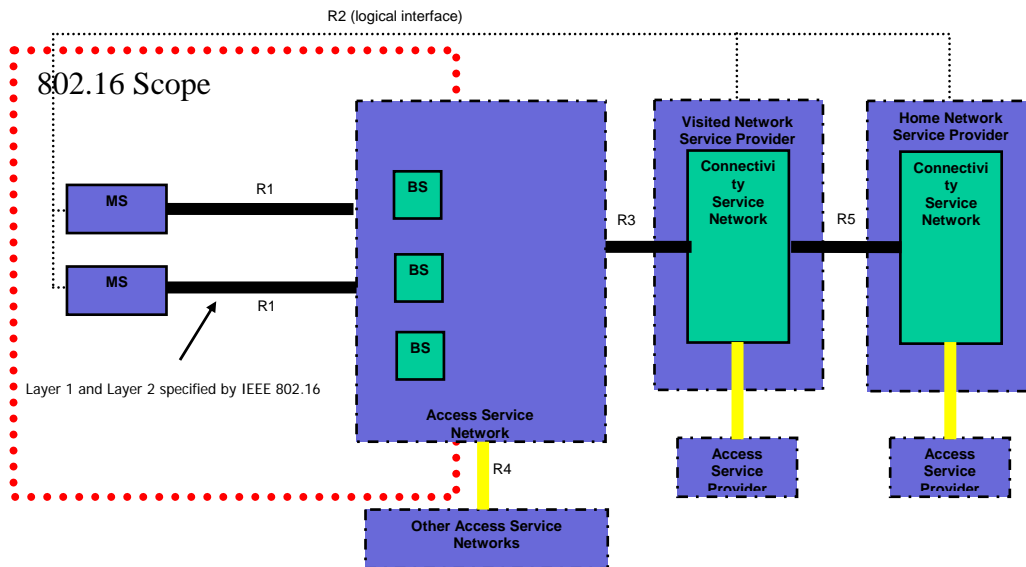 R2 (logical interface)
802.16 Scope
Visited Network
Service Provider
Home Network
Service Provider
Connectivi
ty
Service
Network
Connectivi
ty
Service
Network
MS
R1
BS
R3
R5
MS
R1
BS
BS
Layer 1 and Layer 2 specified by IEEE 802.16
Access Service
Network
R4
Access
Service
Provider
Access
Service
Provider
Other Access Service
Networks